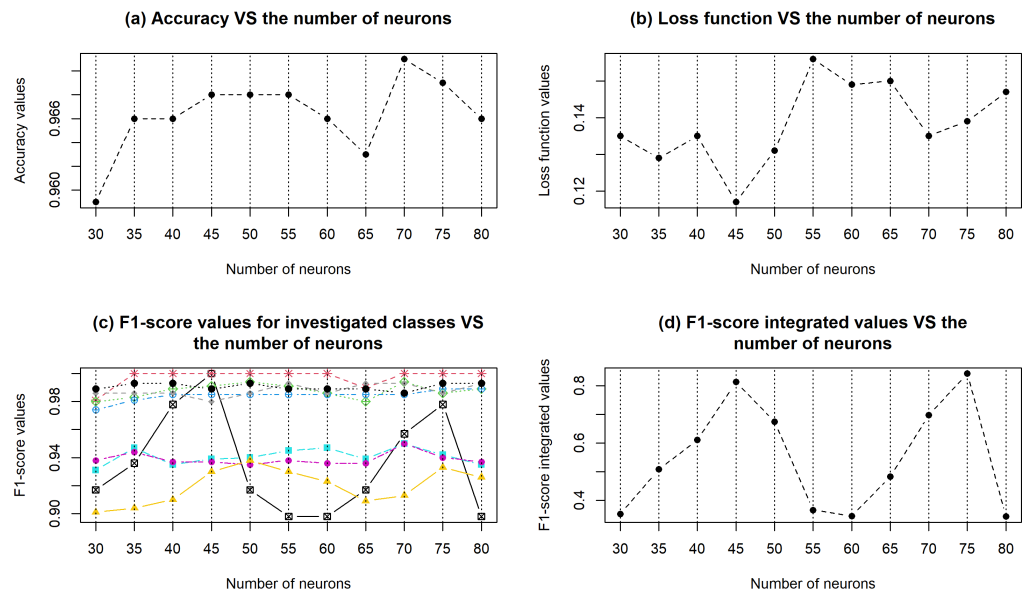 (a) Accuracy VS the number of neurons
Accuracy values
0.960 0.966
30 35 40 45 50 55 60 65 70 75 80
Number of neurons
(b) Loss function VS the number of neurons
Loss function values
0.12 0.14
30 35 40 45 50 55 60 65 70 75 80
Number of neurons
(c) F1-score values for investigated classes VS
the number of neurons
F1-score values
0.90 0.94 0.98
30 35 40 45 50 55 60 65 70 75 80
Number of neurons
(d) F1-score integrated values VS the
number of neurons
F1-score integrated values
0.4 0.6 0.8
30 35 40 45 50 55 60 65 70 75 80
Number of neurons